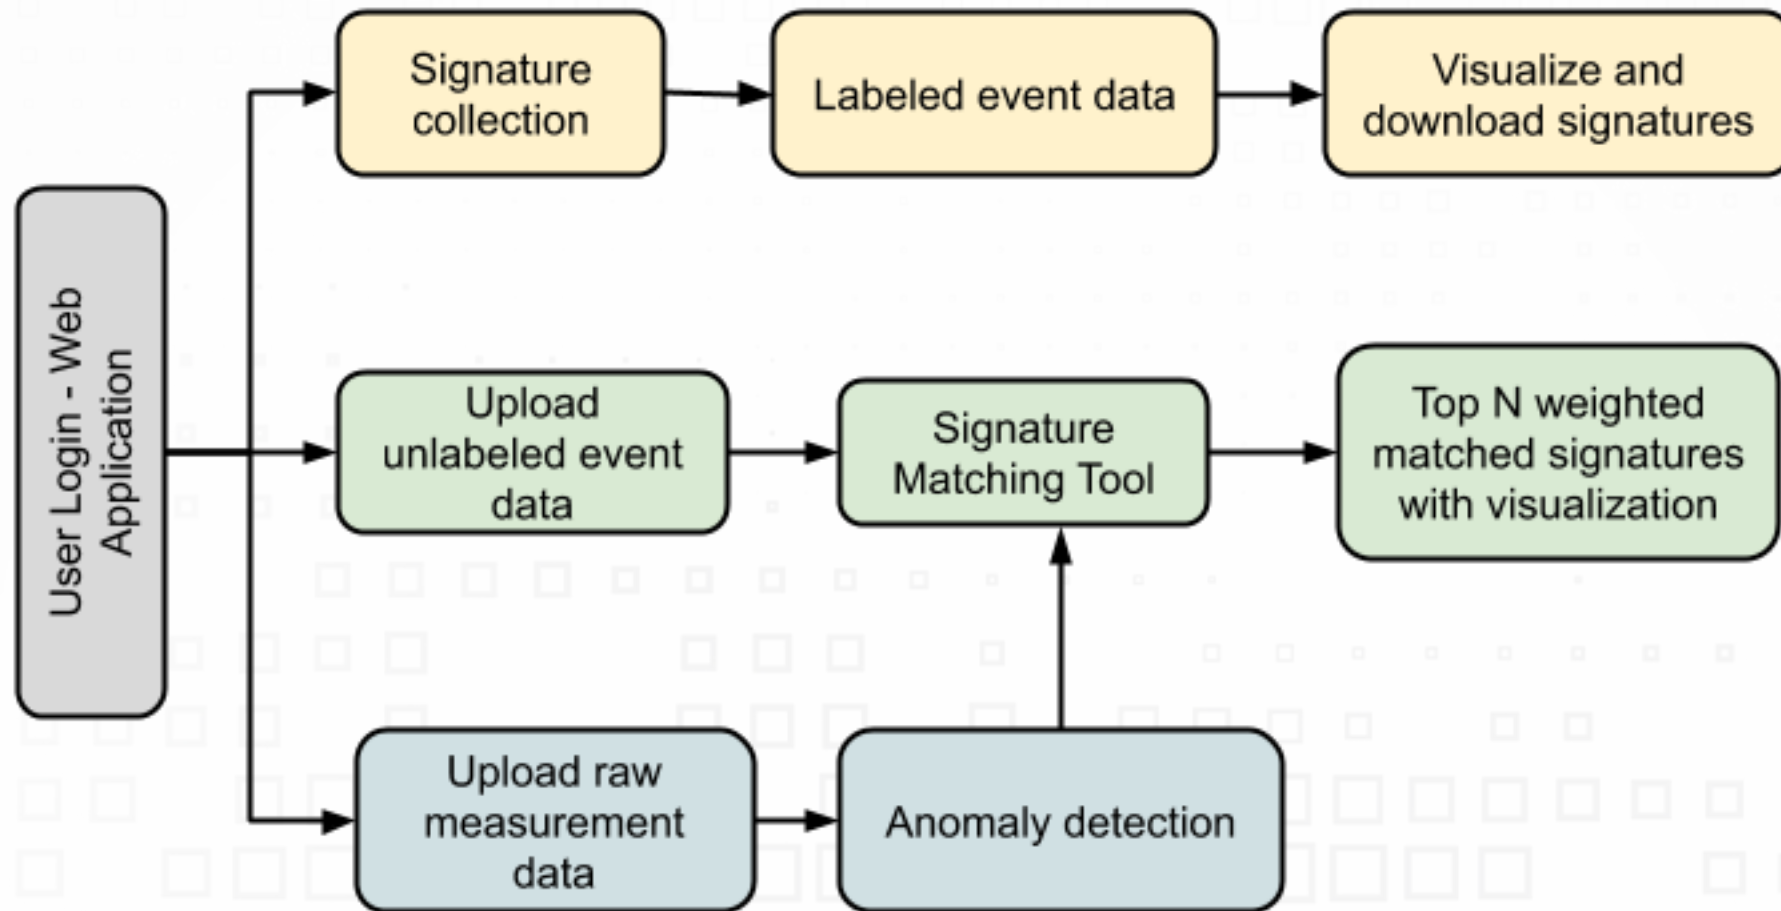 Signature
collection
Labeled event data
Visualize and
download signatures
User Login - Web
Application
Upload
unlabeled event
data
Signature
Matching Tool
Top N weighted
matched signatures
with visualization
Upload raw
measurement
data
Anomaly detection